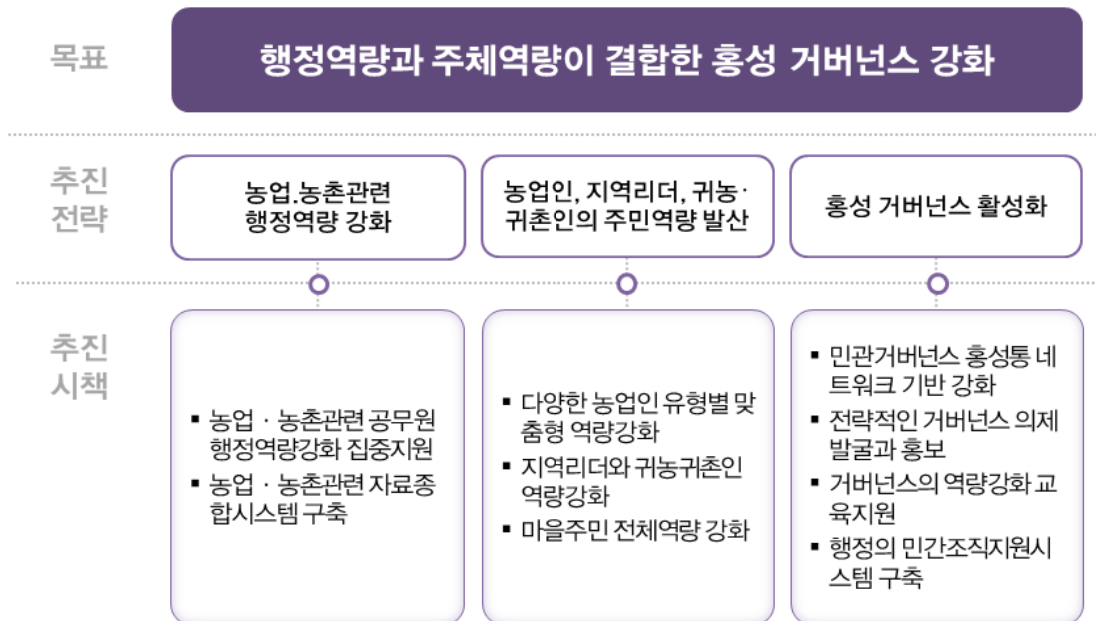 목표
행정역량과 주체역량이 결합한 홍성 거버넌스 강화
추진
전략
농업.농촌관련
행정역량 강화
농업인, 지역리더, 귀농·
귀촌인의 주민역량 발산
홍성 거버넌스 활성화
추진
시책
▪ 농업 · 농촌관련 공무원
행정역량강화 집중지원
▪ 농업 · 농촌관련 자료종
합시스템 구축
▪ 다양한 농업인 유형별 맞
춤형 역량강화
▪ 지역리더와 귀농귀촌인
역량강화
▪ 마을주민 전체역량 강화
▪ 민관거버넌스 홍성통 네
트워크 기반 강화
▪ 전략적인 거버넌스 의제
발굴과 홍보
▪ 거버넌스의 역량강화 교
육지원
▪ 행정의 민간조직지원시
스템 구축